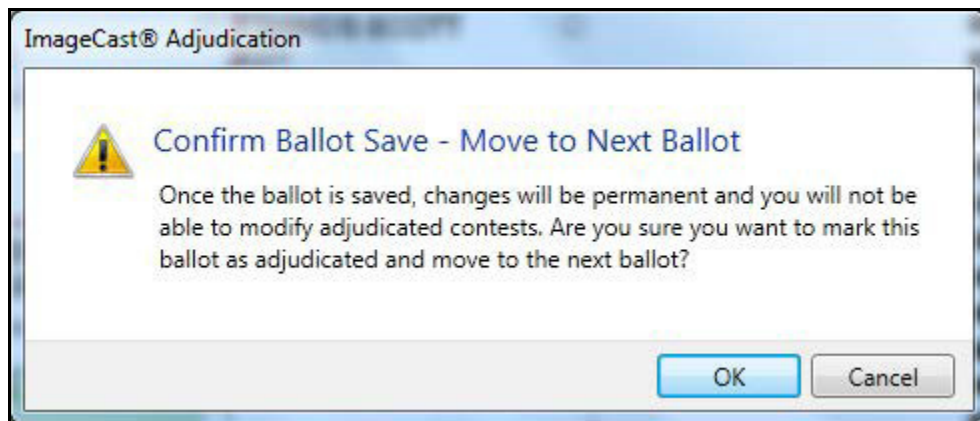 ImageCast® Adjudication
Confirm Ballot Save - Move to Next Ballot
Once the ballot is saved, changes will be permanent and you will not be
able to modify adjudicated contests. Are you sure you want to mark this
ballot as adjudicated and move to the next ballot?
OK
Cancel